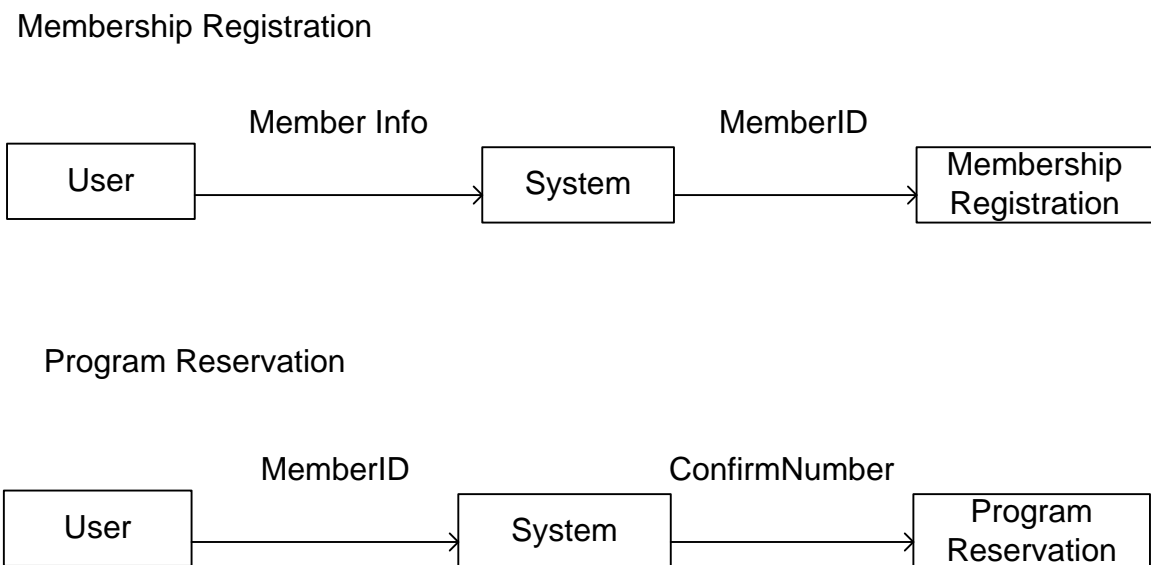 Membership Registration
Member Info
MemberID
User
System
Membership
Registration
Program Reservation
MemberID
ConfirmNumber
User
System
Program
Reservation